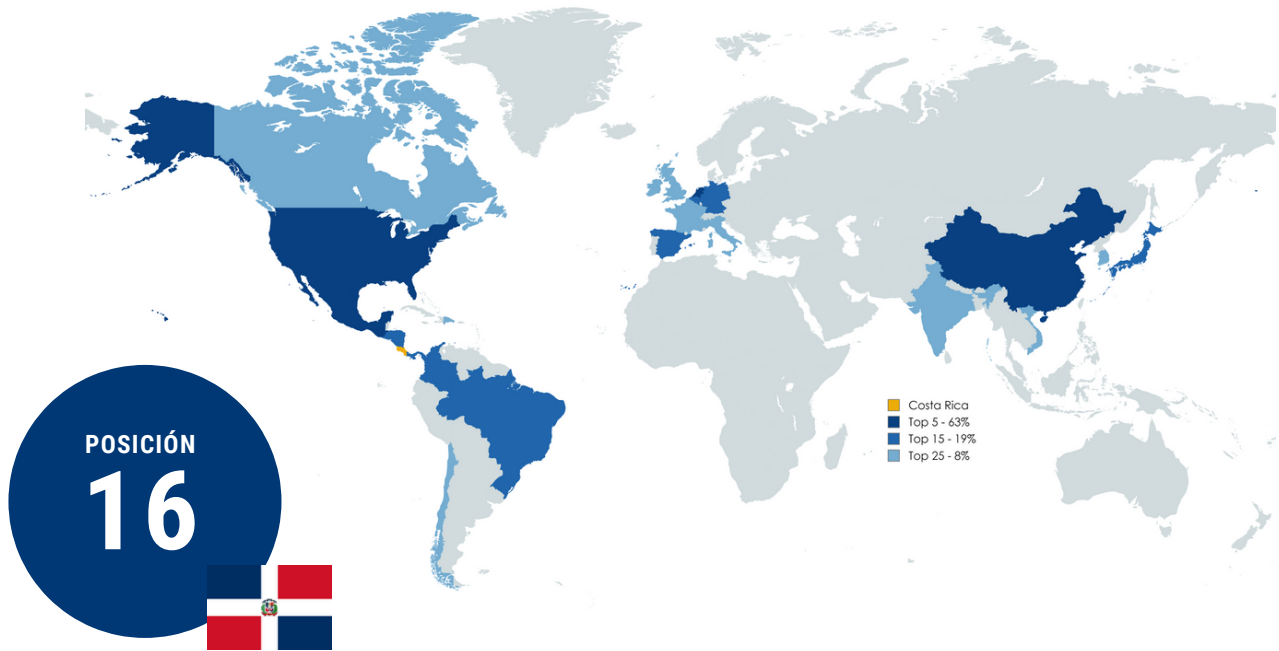 POSICIÓN
16
Costa Rica
Top 5 - 63%
Top 15 - 19%
Top 25 - 8%